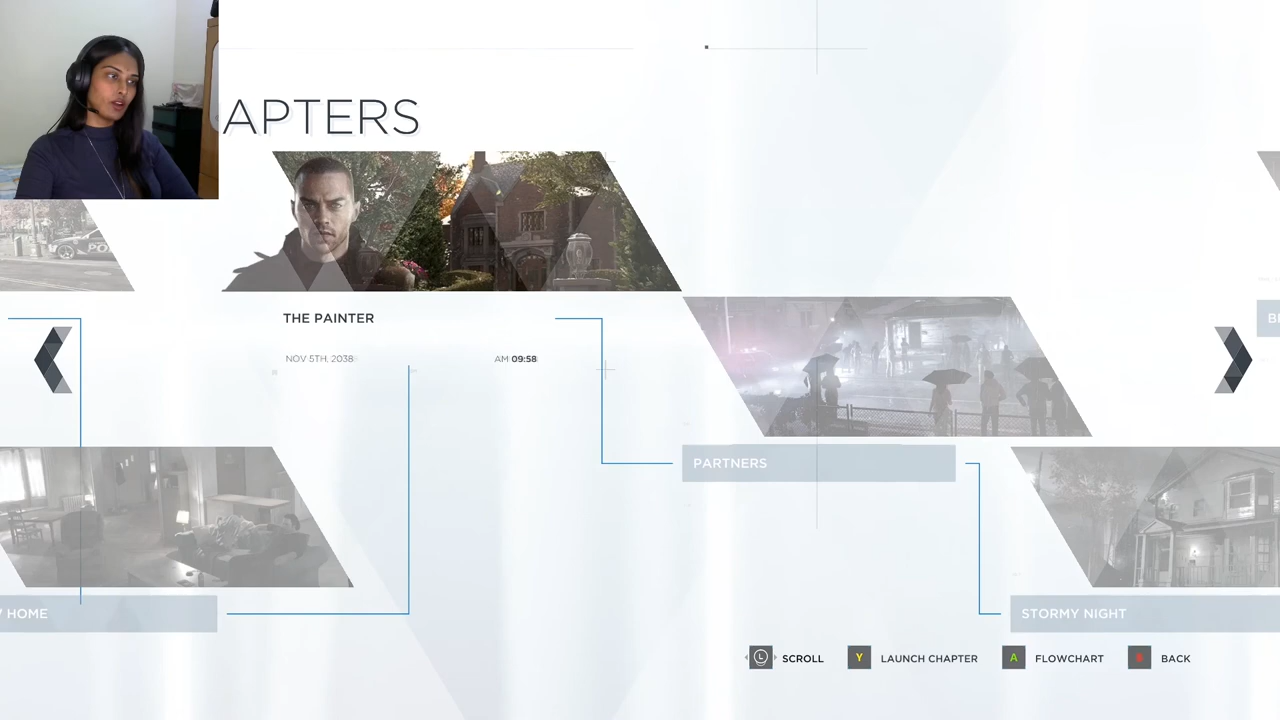 APTERS
THE PAINTER
NOV 5TH, 2038
AM 09:58
PARTNERS
HOME
STORMY NIGHT
SCROLL
Y LAUNCH CHAPTER
A FLOWCHART
BACK